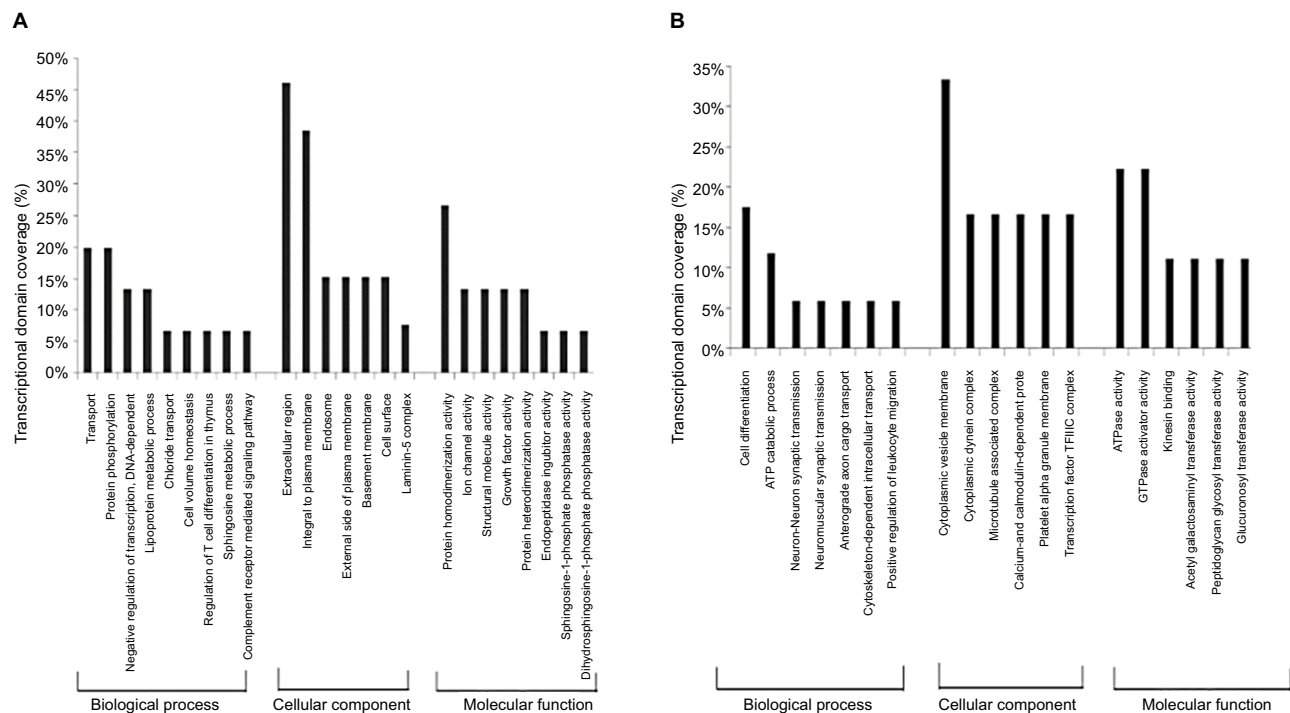 A
Transcriptional domain coverage (%)
50%
45%
40%
35%
30%
25%
20%
15%
10%
5%
0%
Transport
Protein phosphorylation
Negative regulation of transcription, DNA-dependent
Lipoprotein metabolic process
Chloride transport
Cell volume homeostasis
Regulation of T cell differentiation in thymus
Sphingosine metabolic process
Complement receptor mediated signaling pathway
Extracellular region
Integral to plasma membrane
Endosome
External side of plasma membrane
Basement membrane
Cell surface
Laminin-5 complex
Protein homodimerization activity
Ion channel activity
Structural molecule activity
Growth factor activity
Protein heterodimerization activity
Endopeptidase ingubitor activity
Sphingosine-1-phosphate phosphatase activity
Dihydrosphingosine-1-phosphate phosphatase activity
Biological process
Cellular component
Molecular function
B
Transcriptional domain coverage (%)
35%
30%
25%
20%
15%
10%
5%
0%
Cell differentiation
ATP catabolic process
Neuron-Neuron synaptic transmission
Neuromuscular synaptic transmission
Anterograde axon cargo transport
Cytoskeleton-dependent intracellular transport
Positive regulation of leukocyte migration
Cytoplasmic vesicle membrane
Cytoplasmic dynein complex
Microtubule associated complex
Calcium-and calmodulin-dependent prote
Platelet alpha granule membrane
Transcription factor TFIIIC complex
ATPase activity
GTPase activator activity
Kinesin binding
Acetyl galactosaminyl transferase activity
Peptidoglycan glycosyl transferase activity
Glucuronosyl transferase activity
Biological process
Cellular component
Molecular function